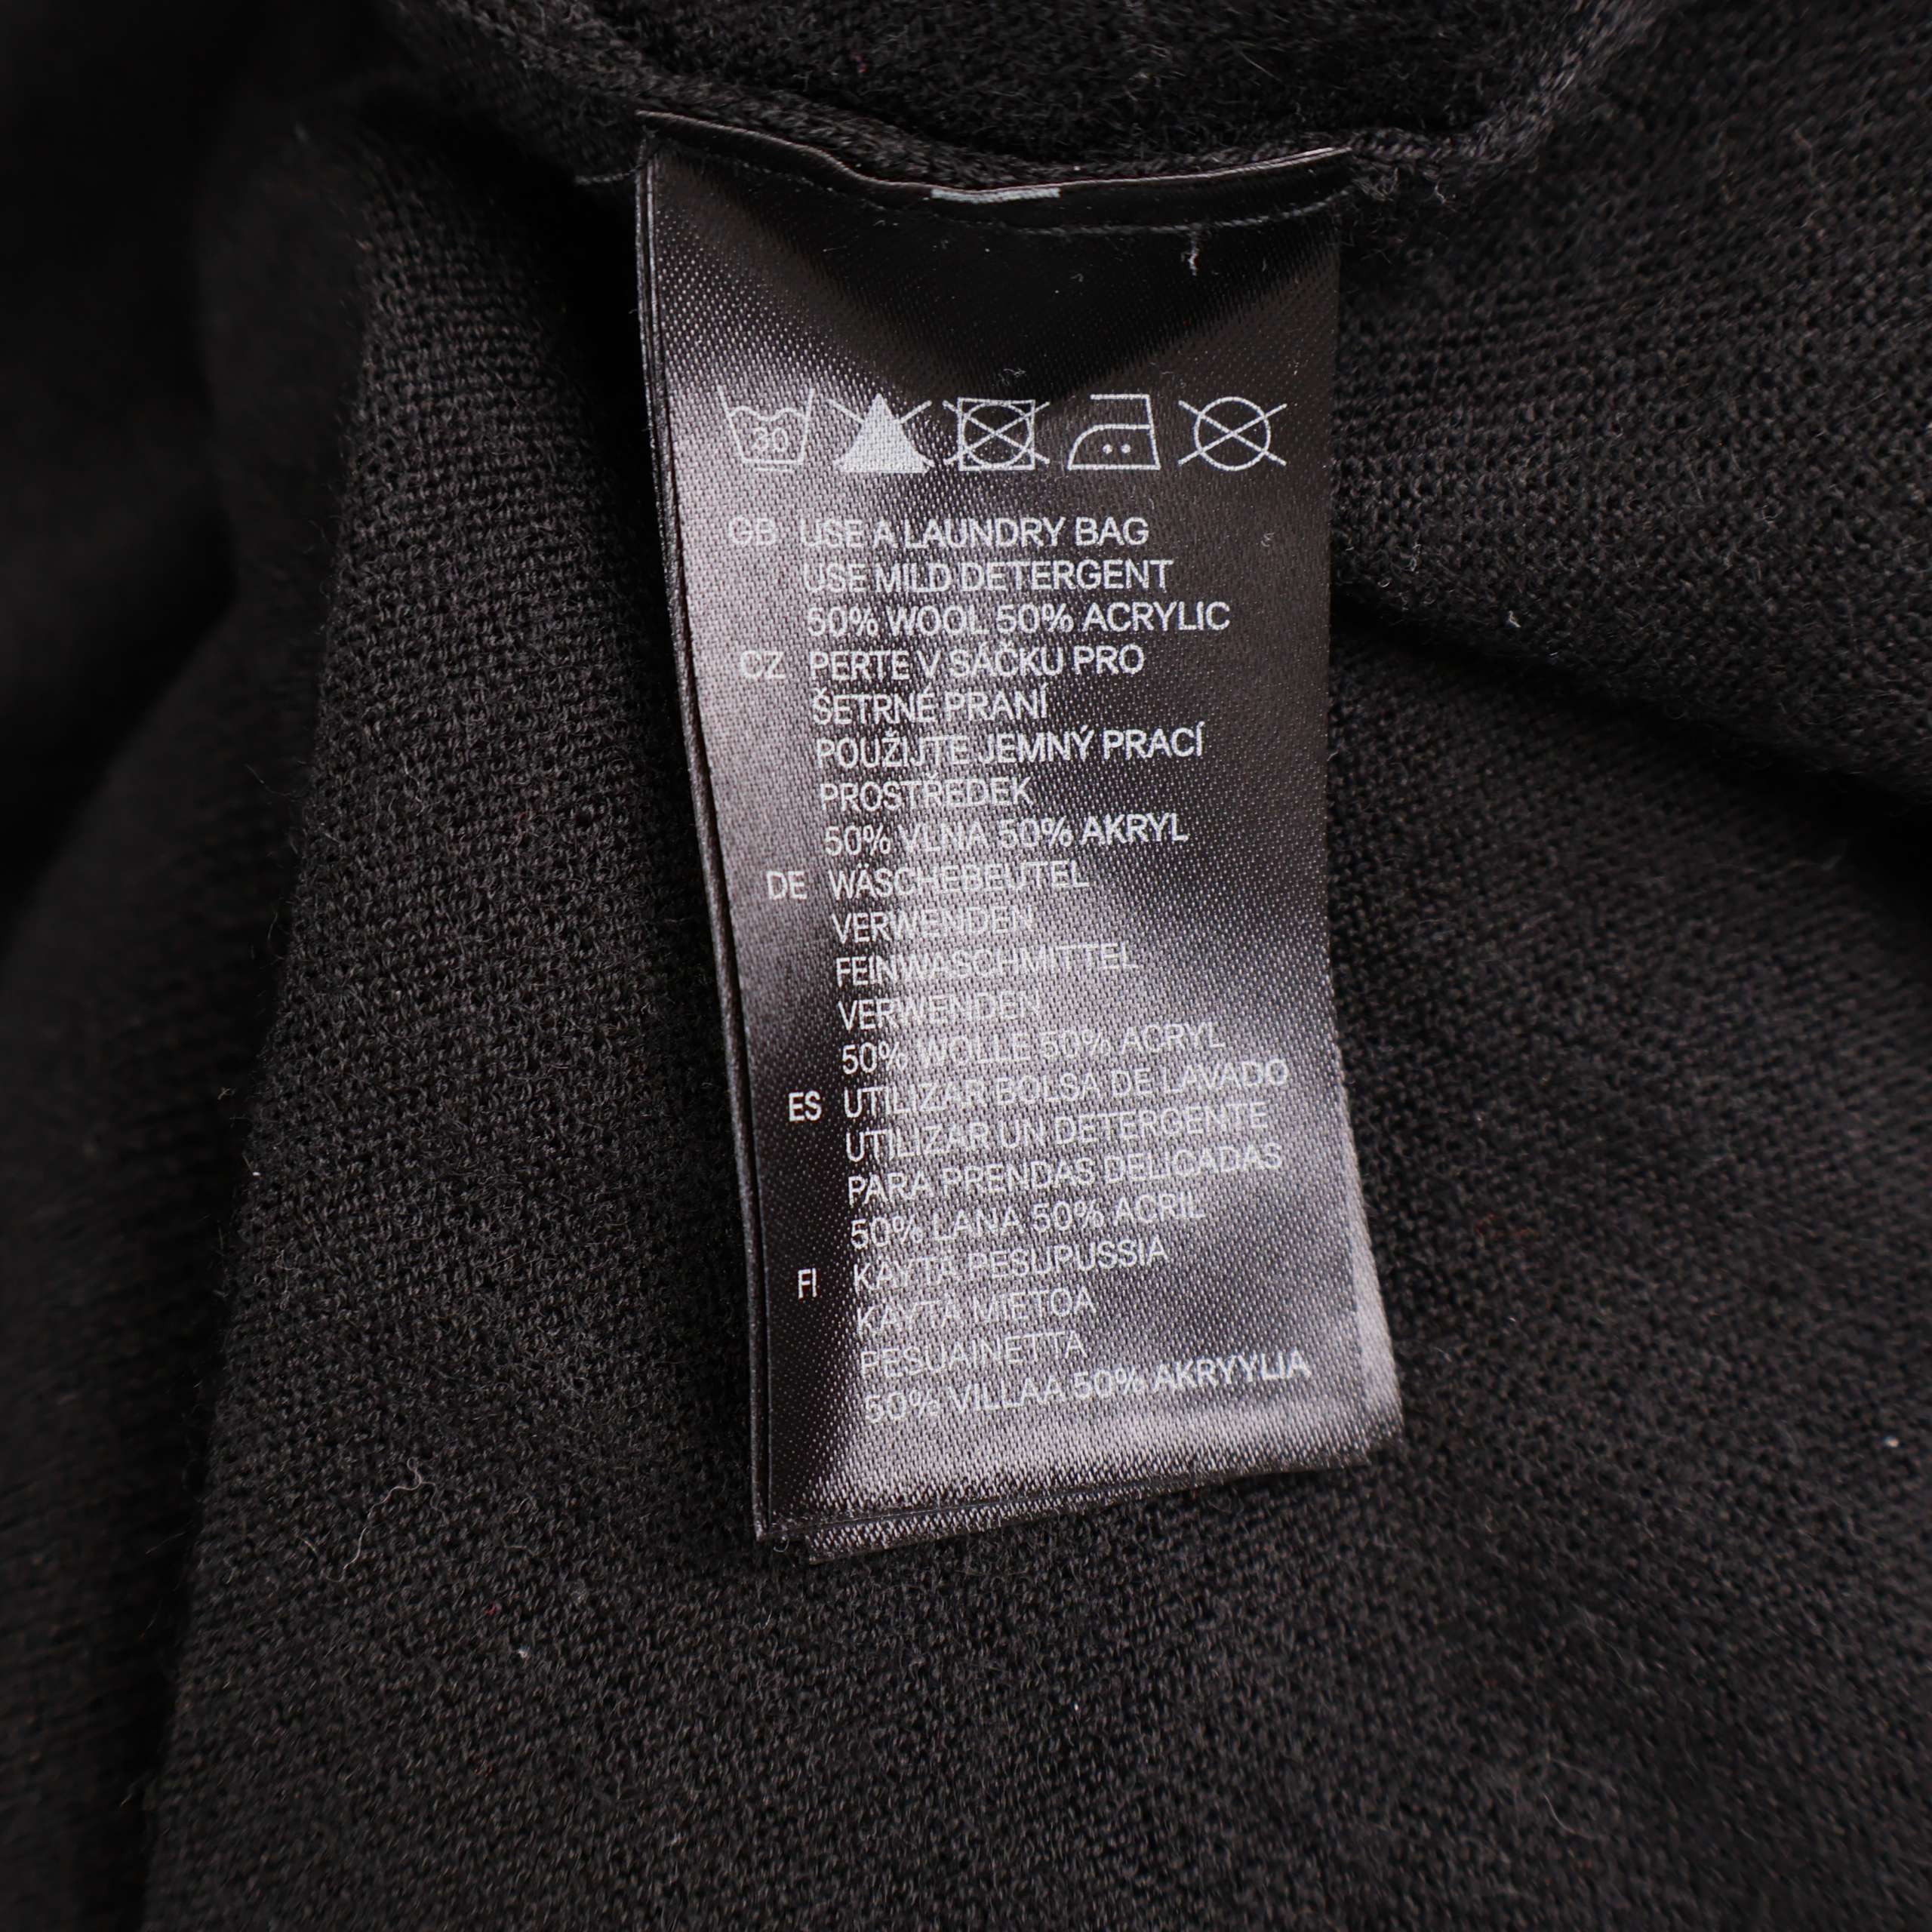 30
GB USE A LAUNDRY BAG
USE MILD DETERGENT
50% WOOL 50% ACRYLIC
CZ PERTE V SÁČKU PRO
ŠETRNÉ PRANÍ
POUŽIJTE JEMNÝ PRACÍ
PROSTŘEDEK
50% VLNA 50% AKRYL
DE WÄSCHEBEUTEL
VERWENDEN
FEINWASCHMITTEL
VERWENDEN
50% WOLLE 50% ACRYL
ES UTILIZAR BOLSA DE LAVADO
UTILIZAR UN DETERGENTE
PARA PRENDAS DELICADAS
50% LANA 50% ACRIL
FI KÄYTÄ PESUPUSSIA
KÄYTÄ MIETOA
PESUAINETTA
50% VILLAA 50% AKRYYLIA